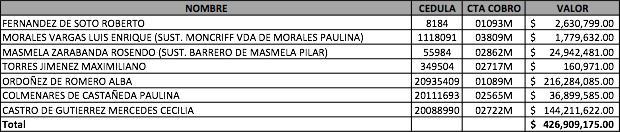 NOMBRE CEDULA CTA COBRO VALOR
FERNANDEZ DE SOTO ROBERTO 8184 01093M $ 2,630,799.00
MORALES VARGAS LUIS ENRIQUE (SUST. MONCRIFF VDA DE MORALES PAULINA) 1118091 03809M $ 1,779,632.00
MASMELA ZARABANDA ROSENDO (SUST. BARRERO DE MASMELA PILAR) 55984 02862M $ 24,942,481.00
TORRES JIMENEZ MAXIMILIANO 349504 02717M $ 160,971.00
ORDOÑEZ DE ROMERO ALBA 20935409 01089M $ 216,284,085.00
COLMENARES DE CASTAÑEDA PAULINA 20111693 02565M $ 36,899,585.00
CASTRO DE GUTIERREZ MERCEDES CECILIA 20088990 02722M $ 144,211,622.00
Total $ 426,909,175.00